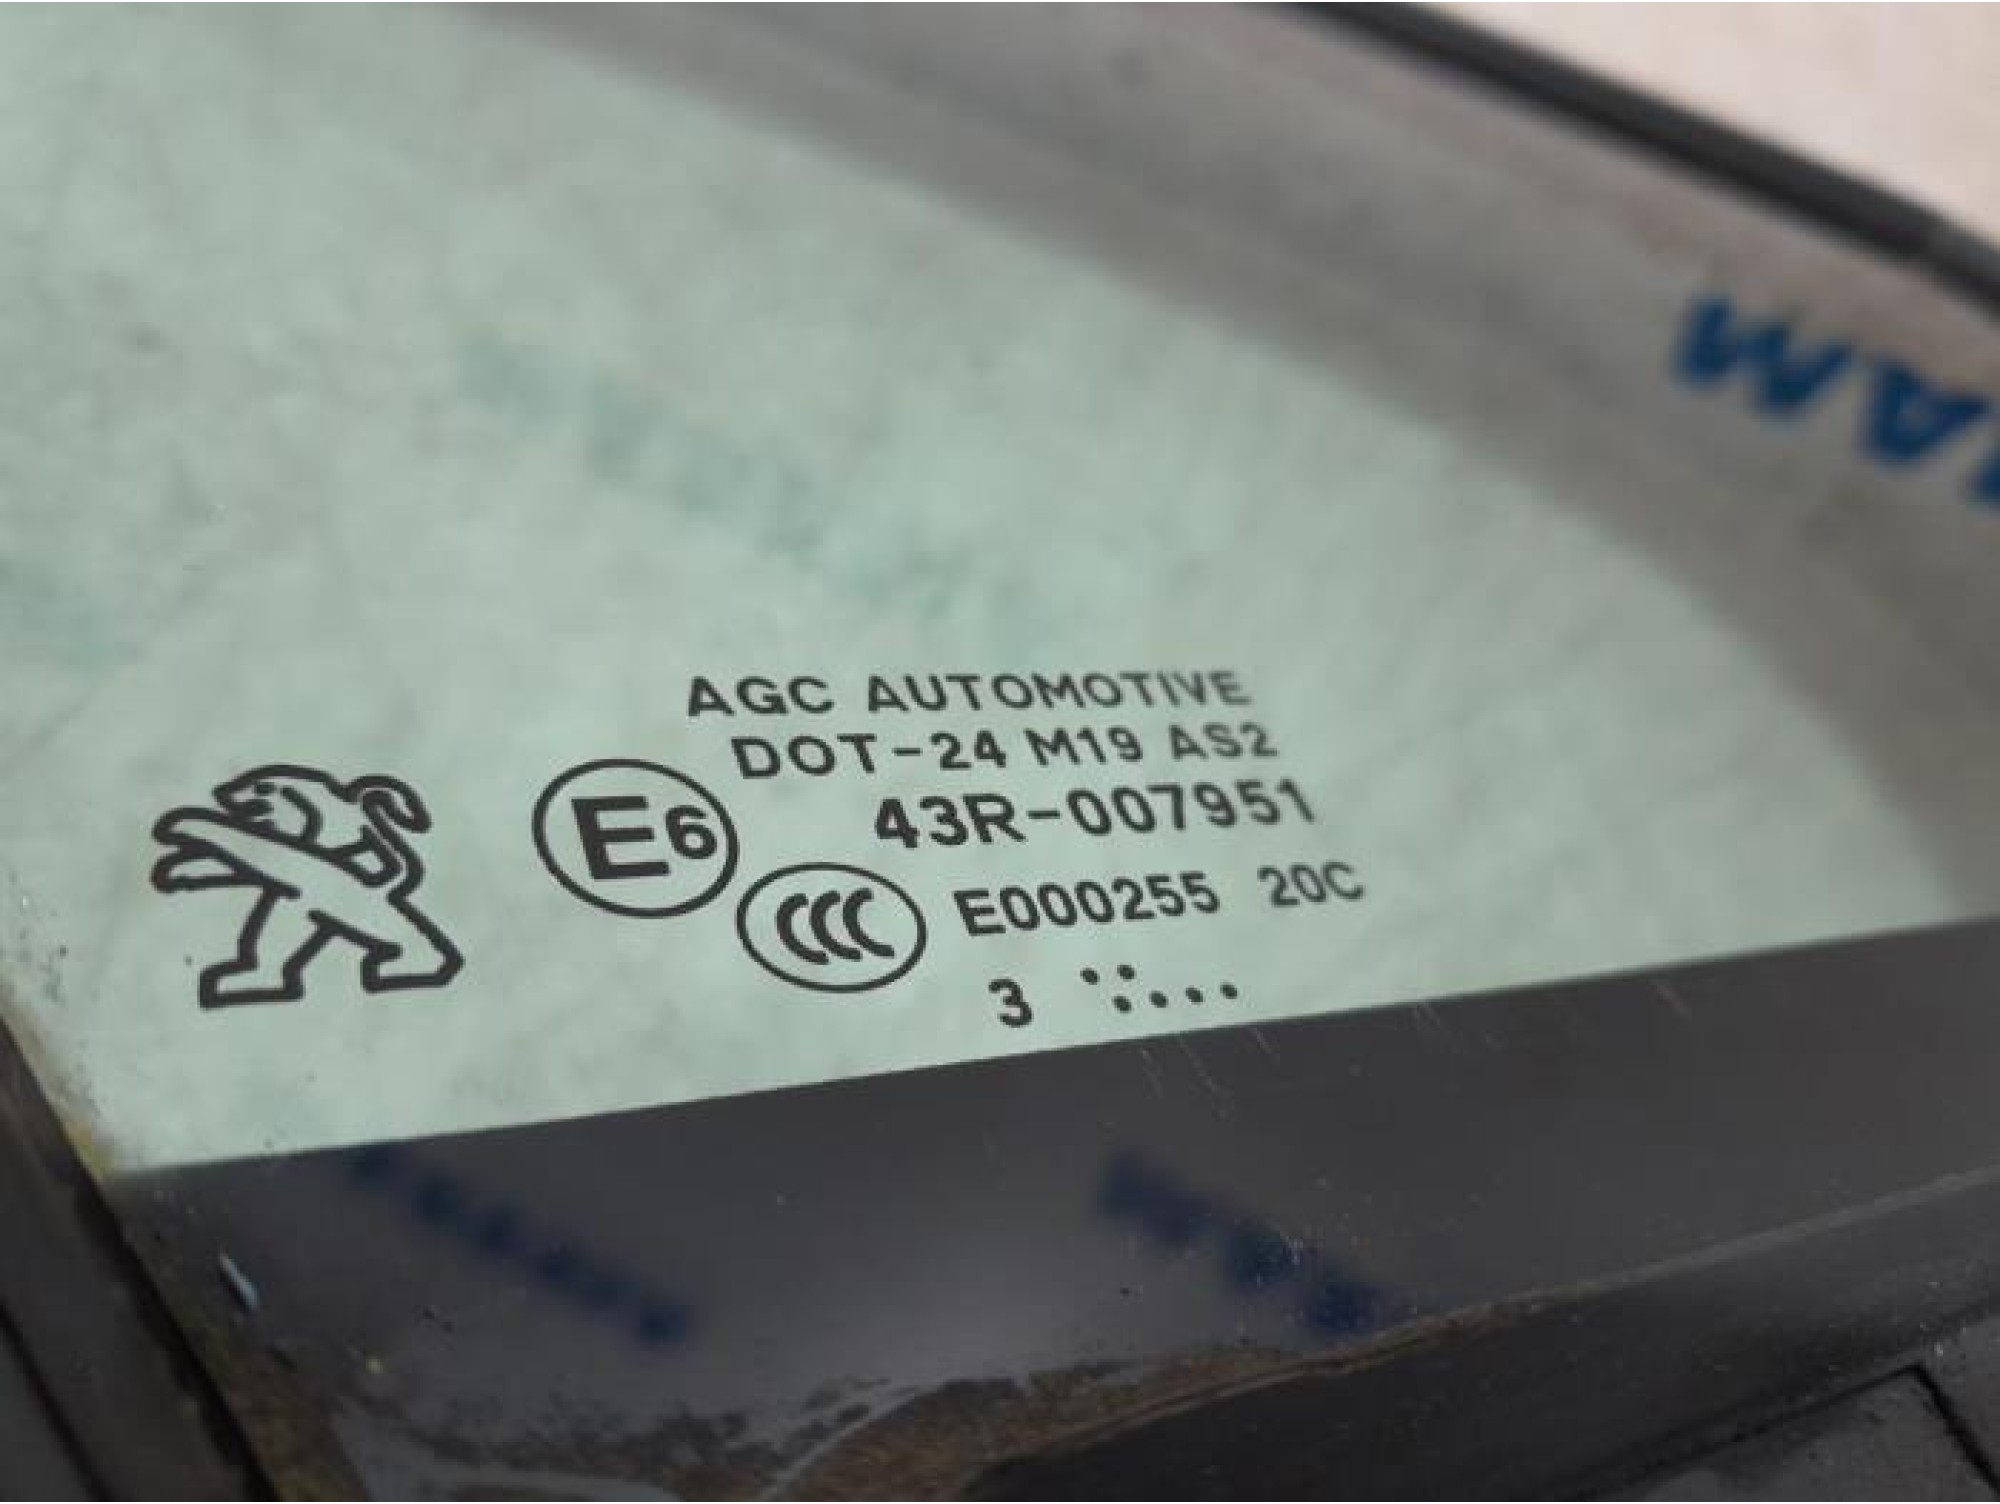 AGC AUTOMOTIVE
DOT-24 M19 AS2
E6 43R-007951
CCC E000255 20C
3